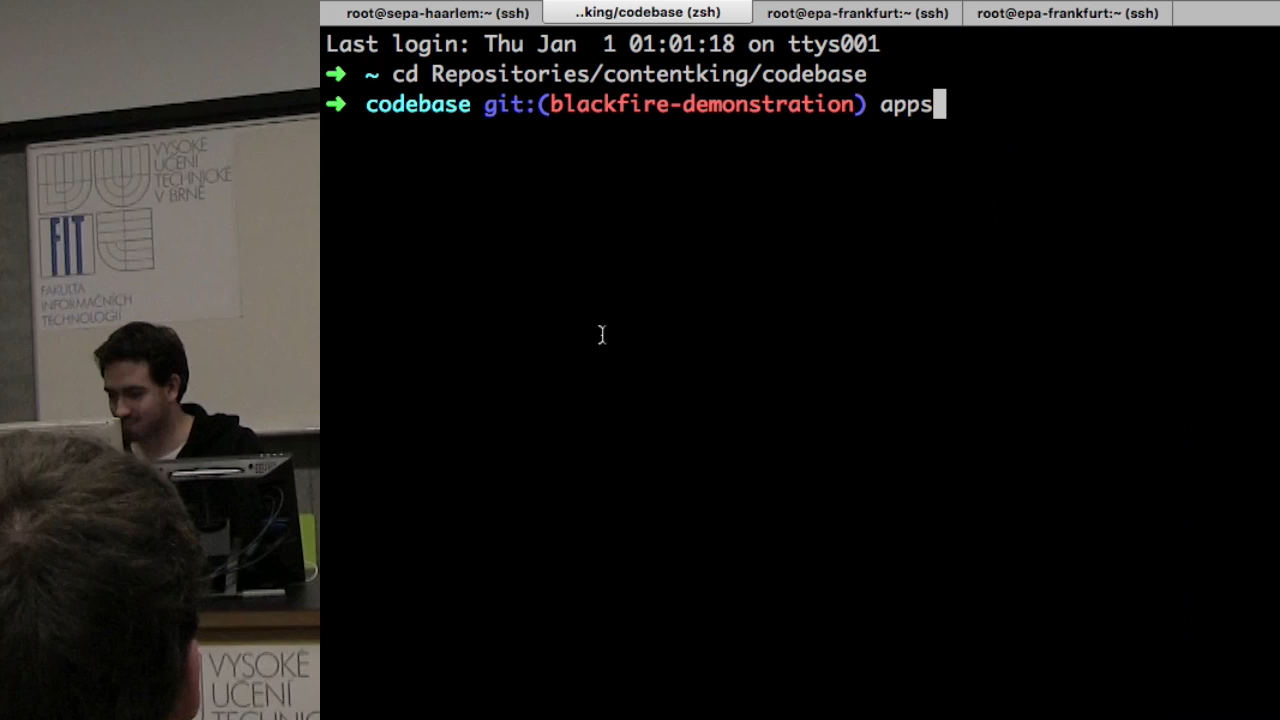 root@sepa-haarlem:~ (ssh)
..king/codebase (zsh)
root@epa-frankfurt:~ (ssh)
root@epa-frankfurt:~ (ssh)
Last login: Thu Jan  1 01:01:18 on ttys001
➜ ~ cd Repositories/contentking/codebase
➜ codebase git:(blackfire-demonstration) apps
VYSOKÉ
UČENÍ
TECHNICKÉ
V BRNĚ
FIT
FAKULTA
INFORMAČNÍCH
TECHNOLOGIÍ
VYSOKÉ
UČENÍ